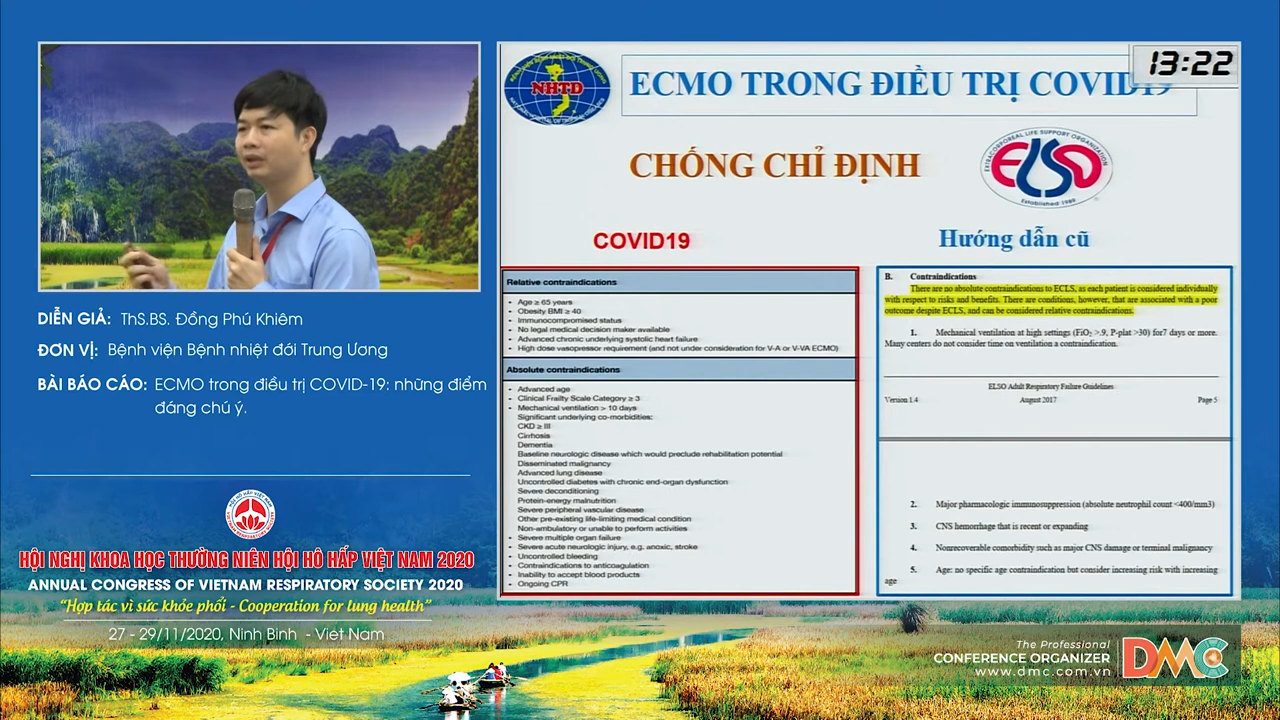 DIỄN GIẢ: ThS.BS. Đồng Phú Khiêm
ĐƠN VỊ: Bệnh viện Bệnh nhiệt đới Trung Ương
BÀI BÁO CÁO: ECMO trong điều trị COVID-19: những điểm
đáng chú ý.
HỘI NGHỊ KHOA HỌC THƯỜNG NIÊN HỘI HÔ HẤP VIỆT NAM 2020
ANNUAL CONGRESS OF VIETNAM RESPIRATORY SOCIETY 2020
“Hợp tác vì sức khỏe phổi - Cooperation for lung health”
27 - 29/11/2020, Ninh Bình - Viet Nam
NHTD
ECMO TRONG ĐIỀU TRỊ COVID19
13:22
CHỐNG CHỈ ĐỊNH
EXTRACORPOREAL LIFE SUPPORT ORGANIZATION
ELSO
Established 1989
COVID19
Relative contraindications
• Age ≥ 65 years
• Obesity BMI ≥ 40
• Immunocompromised status
• No legal medical decision maker available
• Advanced chronic underlying systolic heart failure
• High dose vasopressor requirement (and not under consideration for V-A or V-VA ECMO)
Absolute contraindications
• Advanced age
• Clinical Frailty Scale Category ≥ 3
• Mechanical ventilation > 10 days
• Significant underlying co-morbidities:
CKD ≥ III
Cirrhosis
Dementia
Baseline neurologic disease which would preclude rehabilitation potential
Disseminated malignancy
Advanced lung disease
Uncontrolled diabetes with chronic end-organ dysfunction
Severe deconditioning
Protein-energy malnutrition
Severe peripheral vascular disease
Other pre-existing life-limiting medical condition
Non-ambulatory or unable to perform activities
• Severe multiple organ failure
• Severe acute neurologic injury, e.g. anoxic, stroke
• Uncontrolled bleeding
• Contraindications to anticoagulation
• Inability to accept blood products
• Ongoing CPR
Hướng dẫn cũ
B. Contraindications
There are no absolute contraindications to ECLS, as each patient is considered individually
with respect to risks and benefits. There are conditions, however, that are associated with a poor
outcome despite ECLS, and can be considered relative contraindications.
1. Mechanical ventilation at high settings (FiO2 >.9, P-plat >30) for7 days or more.
Many centers do not consider time on ventilation a contraindication.
ELSO Adult Respiratory Failure Guidelines
Version 1.4 August 2017 Page 5
2. Major pharmacologic immunosuppression (absolute neutrophil count <400/mm3)
3. CNS hemorrhage that is recent or expanding
4. Nonrecoverable comorbidity such as major CNS damage or terminal malignancy
5. Age: no specific age contraindication but consider increasing risk with increasing
age
The Professional
CONFERENCE ORGANIZER
www.dmc.com.vn
DMC